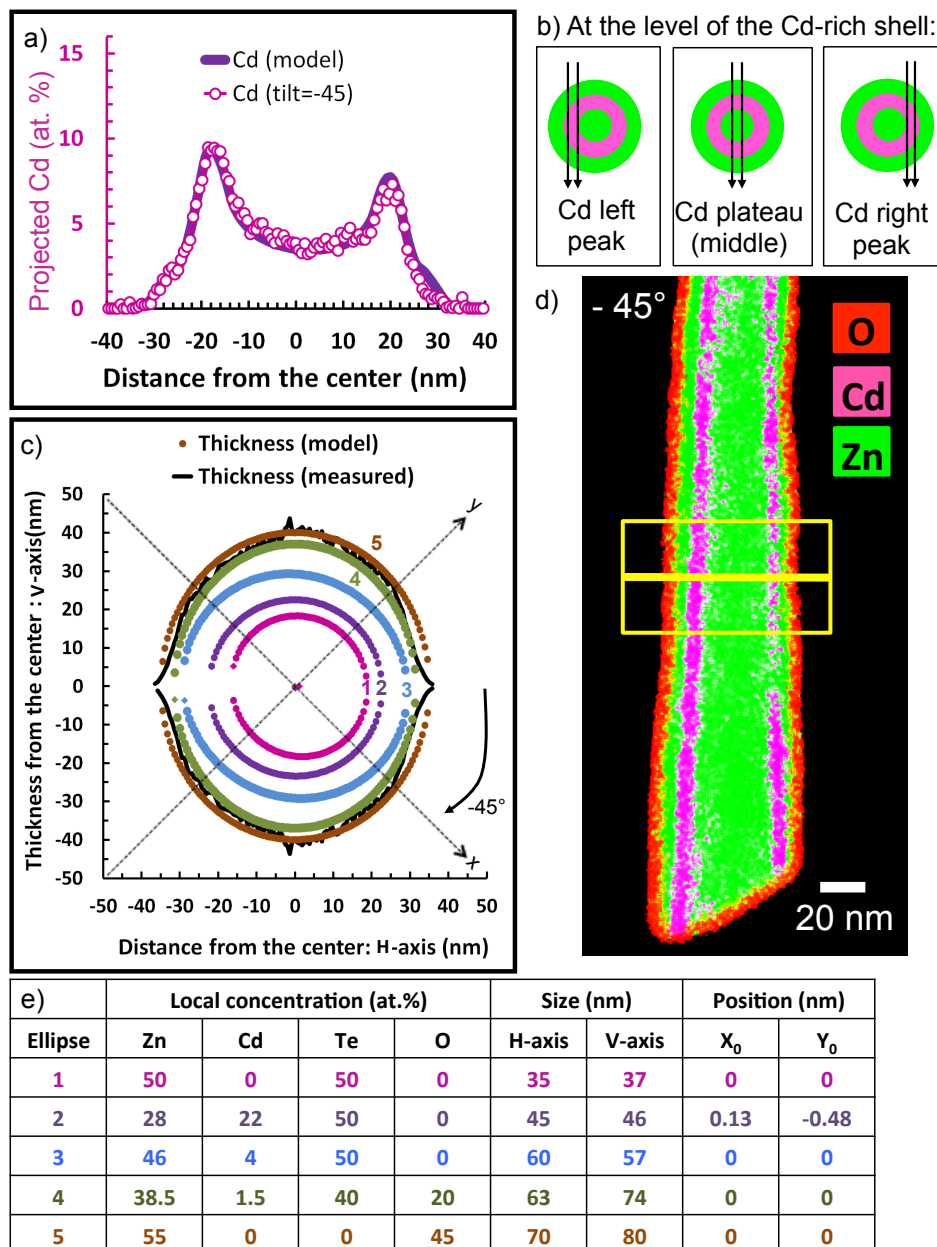 a)
15
10
5
0
Projected Cd (at. %)
Cd (model)
Cd (tilt=-45)
-40 -20 0 20 40
Distance from the center (nm)
b) At the level of the Cd-rich shell:
Cd left
peak
Cd plateau
(middle)
Cd right
peak
c)
Thickness (model)
Thickness (measured)
50
40
30
20
10
0
-10
-20
-30
-40
-50
Thickness from the center : v-axis(nm)
y
5
4
1 2 3
-45°
x
-50 -40 -30 -20 -10 0 10 20 30 40 50
Distance from the center: H-axis (nm)
d)
- 45°
O
Cd
Zn
20 nm
e) Local concentration (at.%) Size (nm) Position (nm)
Ellipse Zn Cd Te O H-axis V-axis X₀ Y₀
1 50 0 50 0 35 37 0 0
2 28 22 50 0 45 46 0.13 -0.48
3 46 4 50 0 60 57 0 0
4 38.5 1.5 40 20 63 74 0 0
5 55 0 0 45 70 80 0 0